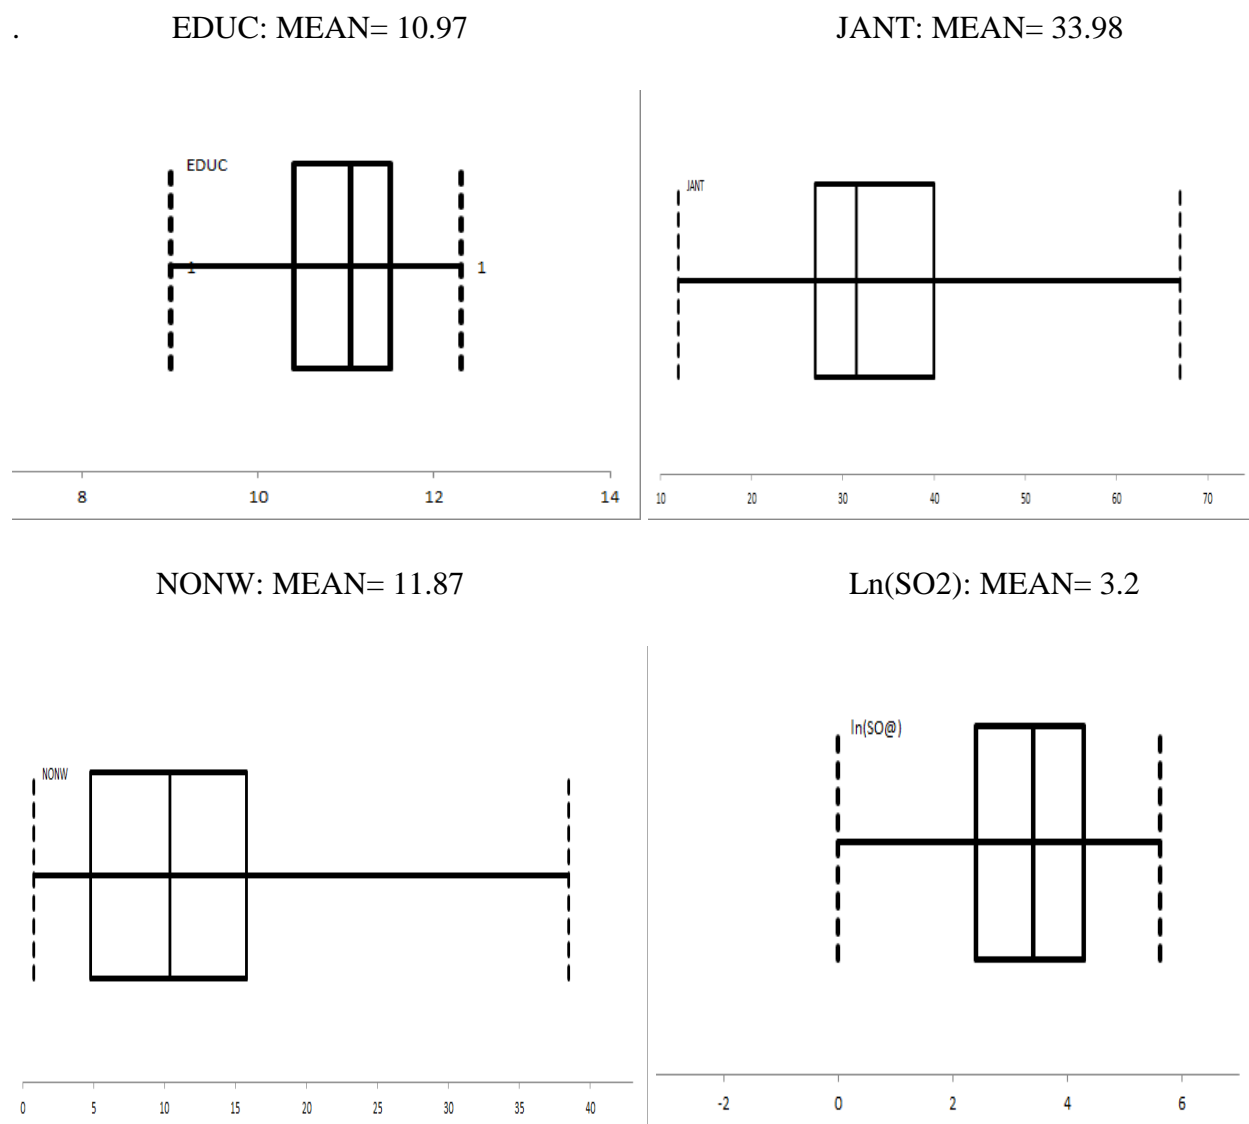 . EDUC: MEAN= 10.97 JANT: MEAN= 33.98
EDUC
1 1
8 10 12 14
JANT
10 20 30 40 50 60 70
NONW: MEAN= 11.87 Ln(SO2): MEAN= 3.2
NONW
0 5 10 15 20 25 30 35 40
ln(SO@)
-2 0 2 4 6